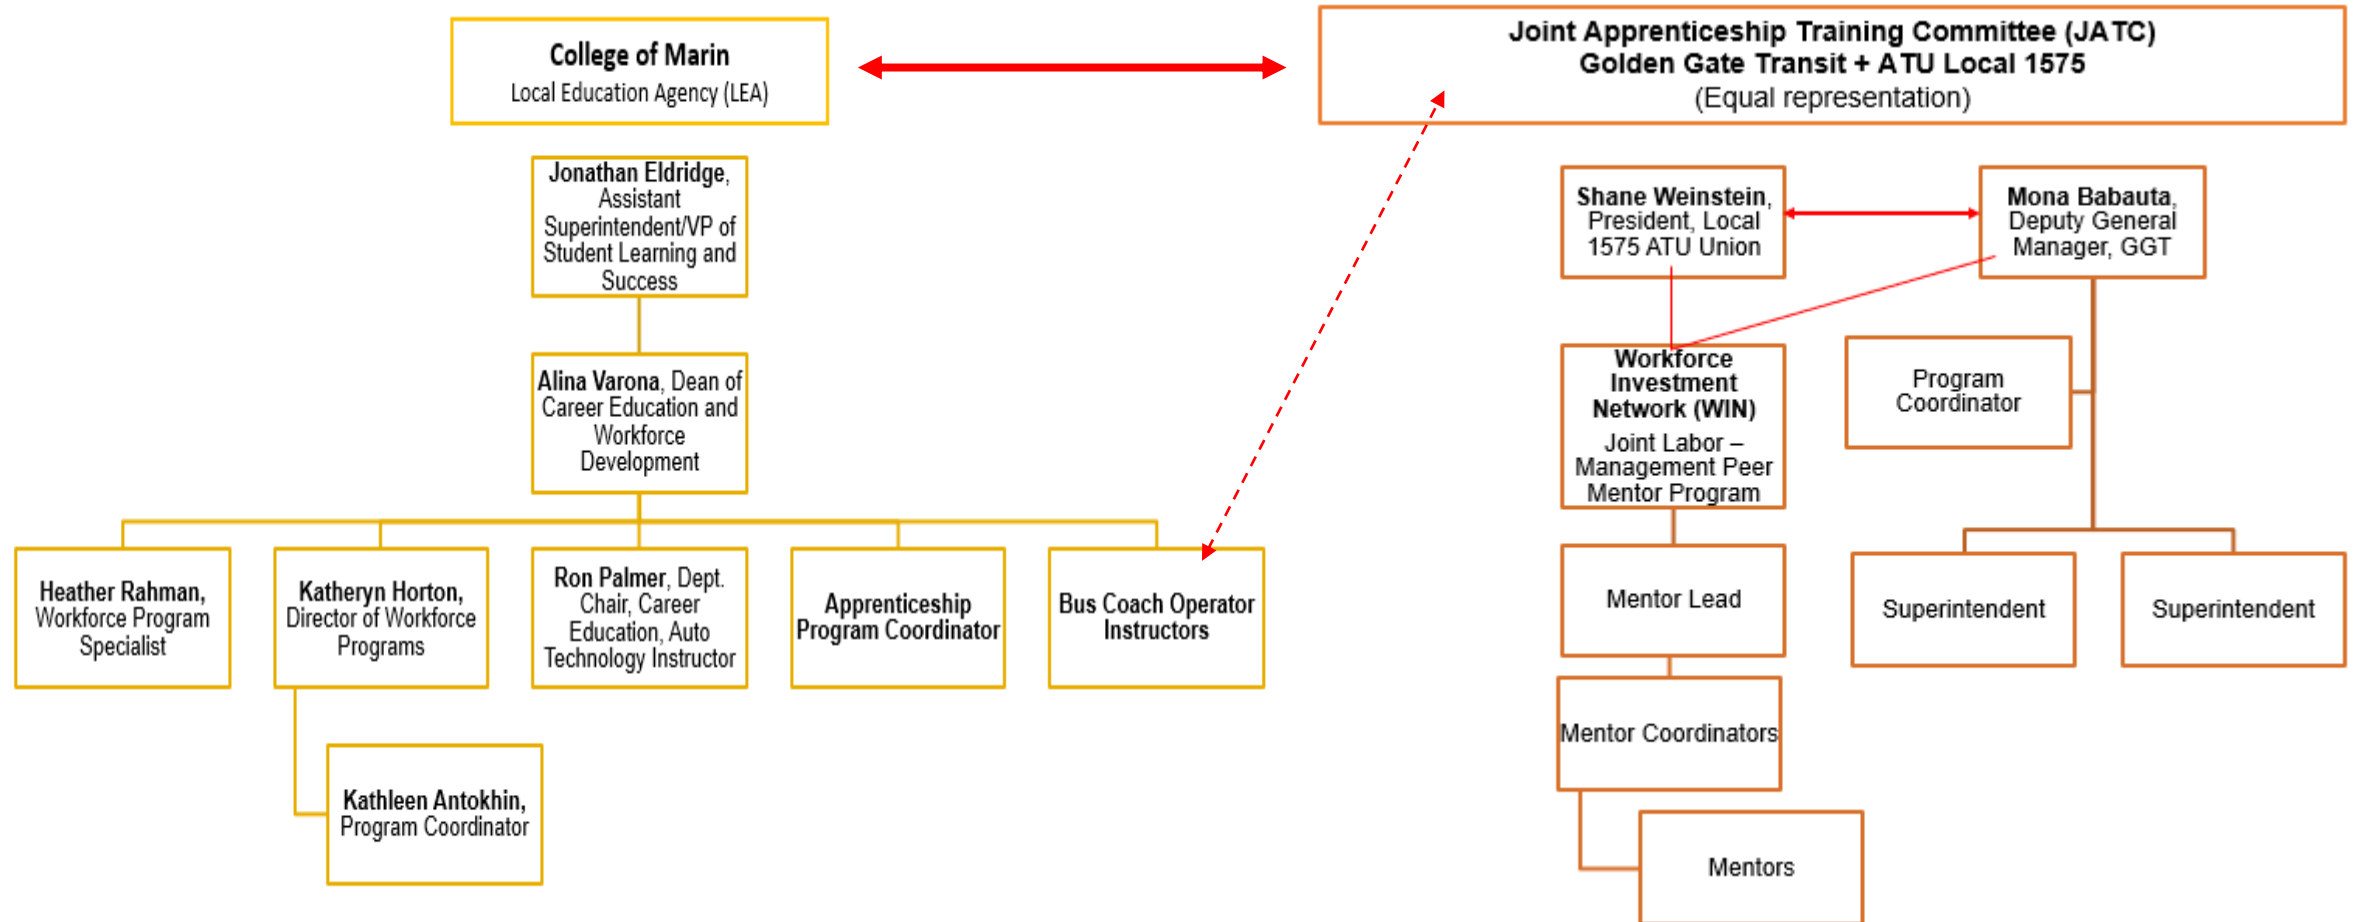 College of Marin
Local Education Agency (LEA)
Joint Apprenticeship Training Committee (JATC)
Golden Gate Transit + ATU Local 1575
(Equal representation)
Jonathan Eldridge,
Assistant
Superintendent/VP of
Student Learning and
Success
Alina Varona, Dean of
Career Education and
Workforce
Development
Heather Rahman,
Workforce Program
Specialist
Katheryn Horton,
Director of Workforce
Programs
Ron Palmer, Dept.
Chair, Career
Education, Auto
Technology Instructor
Apprenticeship
Program Coordinator
Bus Coach Operator
Instructors
Kathleen Antokhin,
Program Coordinator
Shane Weinstein,
President, Local
1575 ATU Union
Mona Babauta,
Deputy General
Manager, GGT
Workforce
Investment
Network (WIN)
Joint Labor –
Management Peer
Mentor Program
Program
Coordinator
Mentor Lead
Superintendent
Superintendent
Mentor Coordinators
Mentors